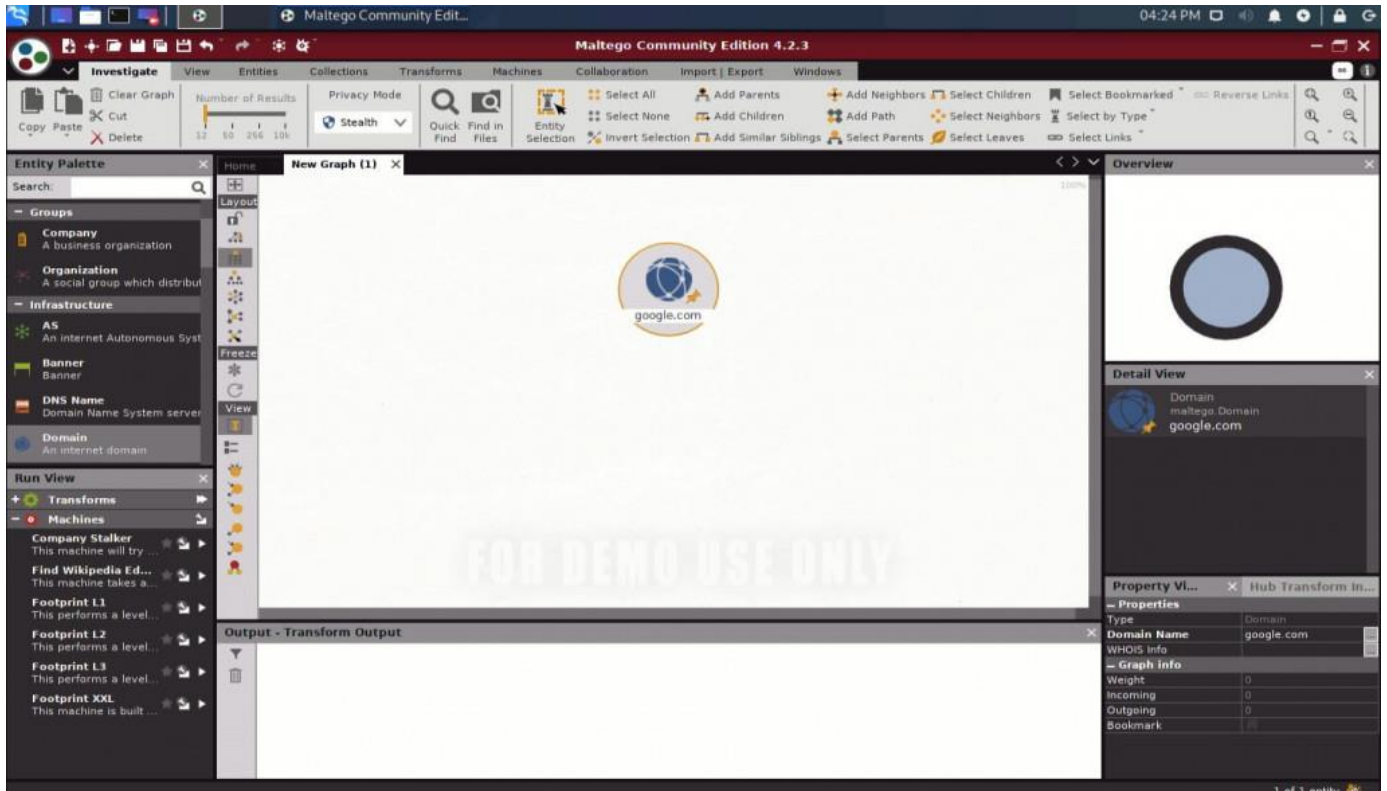 Maltego Community Edit...
04:24 PM
Maltego Community Edition 4.2.3
Investigate View Entities Collections Transforms Machines Collaboration Import | Export Windows
Copy Paste
Clear Graph
Cut
Delete
Number of Results
12 50 256 10k
Privacy Mode
Stealth
Quick Find
Find in Files
Entity Selection
Select All
Select None
Invert Selection
Add Parents
Add Children
Add Similar Siblings
Add Neighbors
Add Path
Select Parents
Select Children
Select Neighbors
Select Leaves
Select Bookmarked
Select by Type
Select Links
Reverse Links
Entity Palette
Search:
Groups
Company
A business organization
Organization
A social group which distribut
Infrastructure
AS
An internet Autonomous Syst
Banner
Banner
DNS Name
Domain Name System server
Domain
An internet domain
Run View
Transforms
Machines
Company Stalker
This machine will try ...
Find Wikipedia Ed...
This machine takes a...
Footprint L1
This performs a level...
Footprint L2
This performs a level...
Footprint L3
This performs a level...
Footprint XXL
This machine is built ...
Home New Graph (1)
Layout
Freeze
View
100%
google.com
FOR DEMO USE ONLY
Output - Transform Output
Overview
Detail View
Domain
maltego.Domain
google.com
Property Vi... Hub Transform In...
Properties
Type Domain
Domain Name google.com
WHOIS Info
Graph info
Weight 0
Incoming 0
Outgoing 0
Bookmark
1 of 1 entity